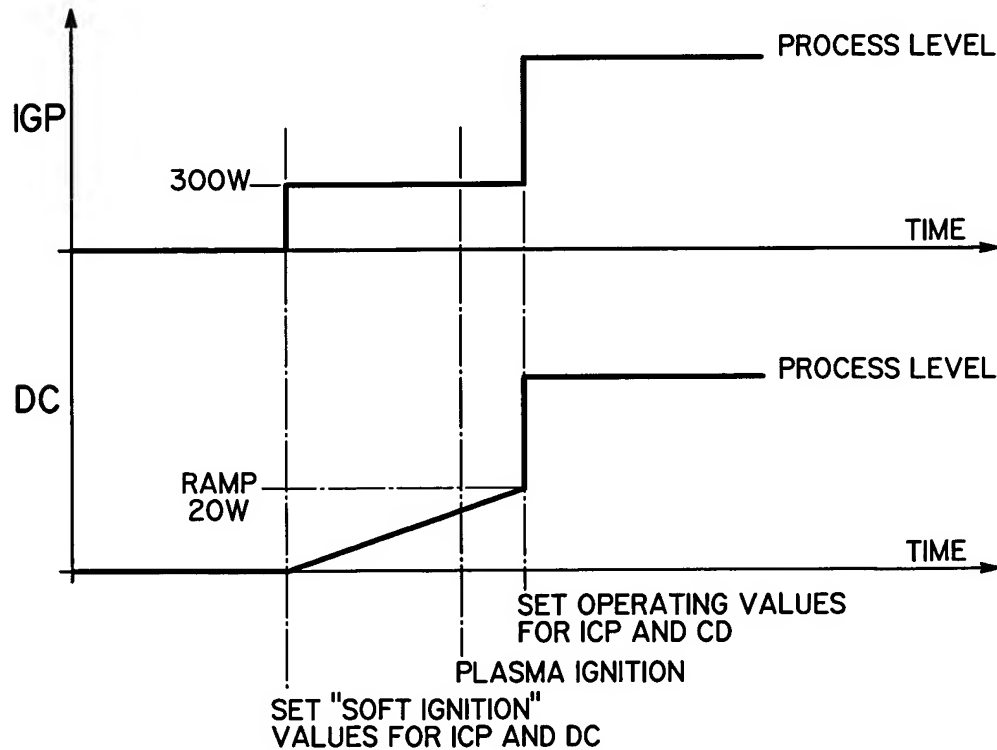 PROCESS LEVEL
IGP
300W
TIME
PROCESS LEVEL
DC
RAMP
20W
TIME
SET OPERATING VALUES
FOR ICP AND CD
PLASMA IGNITION
SET "SOFT IGNITION"
VALUES FOR ICP AND DC